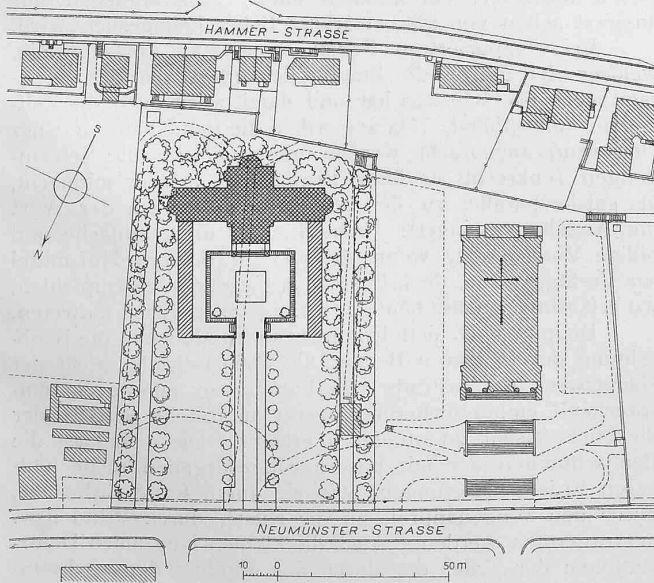 HAMMER - STRASSE
S
N
NEUMÜNSTER - STRASSE
10 0 50 m